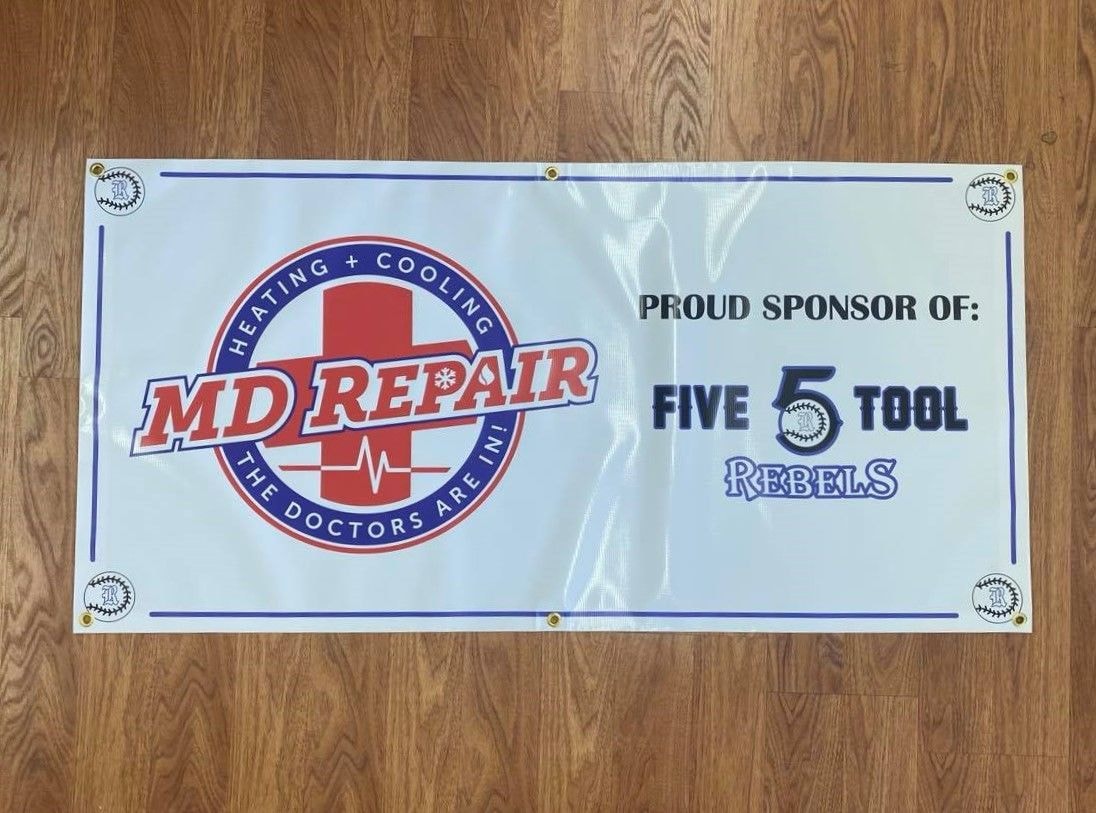 R
R
HEATING + COOLING
MD REPAIR
THE DOCTORS ARE IN!
PROUD SPONSOR OF:
FIVE 5 TOOL
R
REBELS
R
R